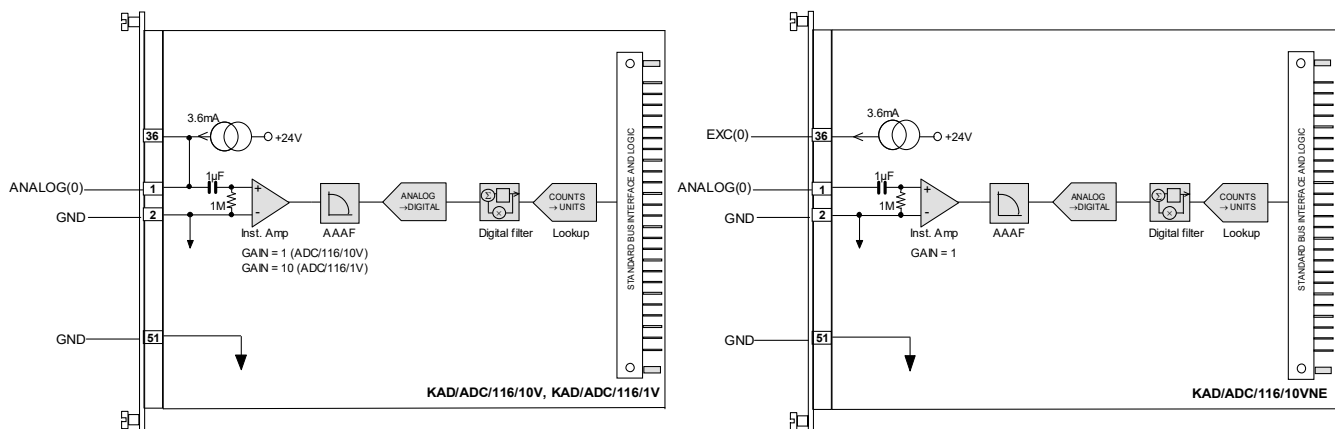 3.6mA
+24V
36
1µF
ANALOG(0)
1
+
1M
GND
2
-
Inst. Amp
AAAF
ANALOG
→DIGITAL
Σ
×
Digital filter
COUNTS
→ UNITS
Lookup
GAIN = 1 (ADC/116/10V)
GAIN = 10 (ADC/116/1V)
STANDARD BUS INTERFACE AND LOGIC
GND
51
KAD/ADC/116/10V, KAD/ADC/116/1V
3.6mA
+24V
EXC(0)
36
1µF
ANALOG(0)
1
+
1M
GND
2
-
Inst. Amp
AAAF
ANALOG
→DIGITAL
Σ
×
Digital filter
COUNTS
→ UNITS
Lookup
GAIN = 1
STANDARD BUS INTERFACE AND LOGIC
GND
51
KAD/ADC/116/10VNE